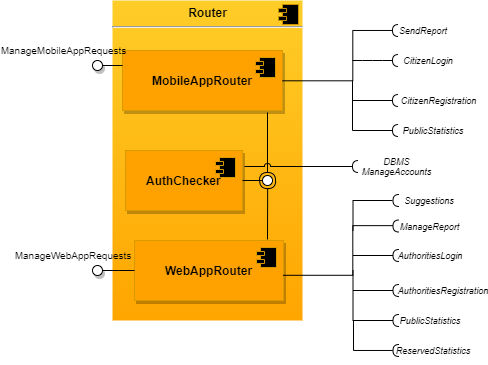 Router
ManageMobileAppRequests
MobileAppRouter
SendReport
CitizenLogin
CitizenRegistration
PublicStatistics
AuthChecker
DBMS
ManageAccounts
ManageWebAppRequests
WebAppRouter
Suggestions
ManageReport
AuthoritiesLogin
AuthoritiesRegistration
PublicStatistics
ReservedStatistics